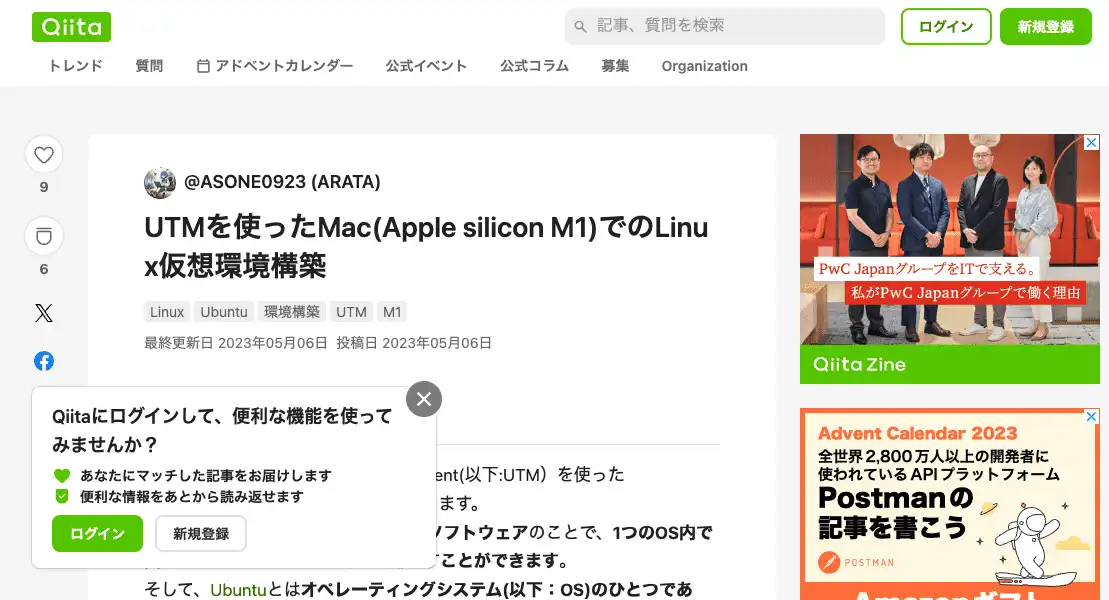 Qiita
記事、質問を検索
ログイン
新規登録
トレンド
質問
アドベントカレンダー
公式イベント
公式コラム
募集
Organization
9
6
@ASONE0923 (ARATA)
UTMを使ったMac(Apple silicon M1)でのLinu
x仮想環境構築
Linux
Ubuntu
環境構築
UTM
M1
最終更新日 2023年05月06日 投稿日 2023年05月06日
ent(以下:UTM）を使った
ます。
ソフトウェアのことで、1つのOS内で
すことができます。
そして、Ubuntuとはオペレーティングシステム(以下：OS)のひとつであ
Qiitaにログインして、便利な機能を使って
みませんか？
あなたにマッチした記事をお届けします
便利な情報をあとから読み返せます
ログイン
新規登録
PwC JapanグループをITで支える。
私がPwC Japanグループで働く理由
Qiita Zine
Advent Calendar 2023
全世界2,800万人以上の開発者に
使われているAPIプラットフォーム
Postmanの
記事を書こう
POSTMAN
Amazonギフト